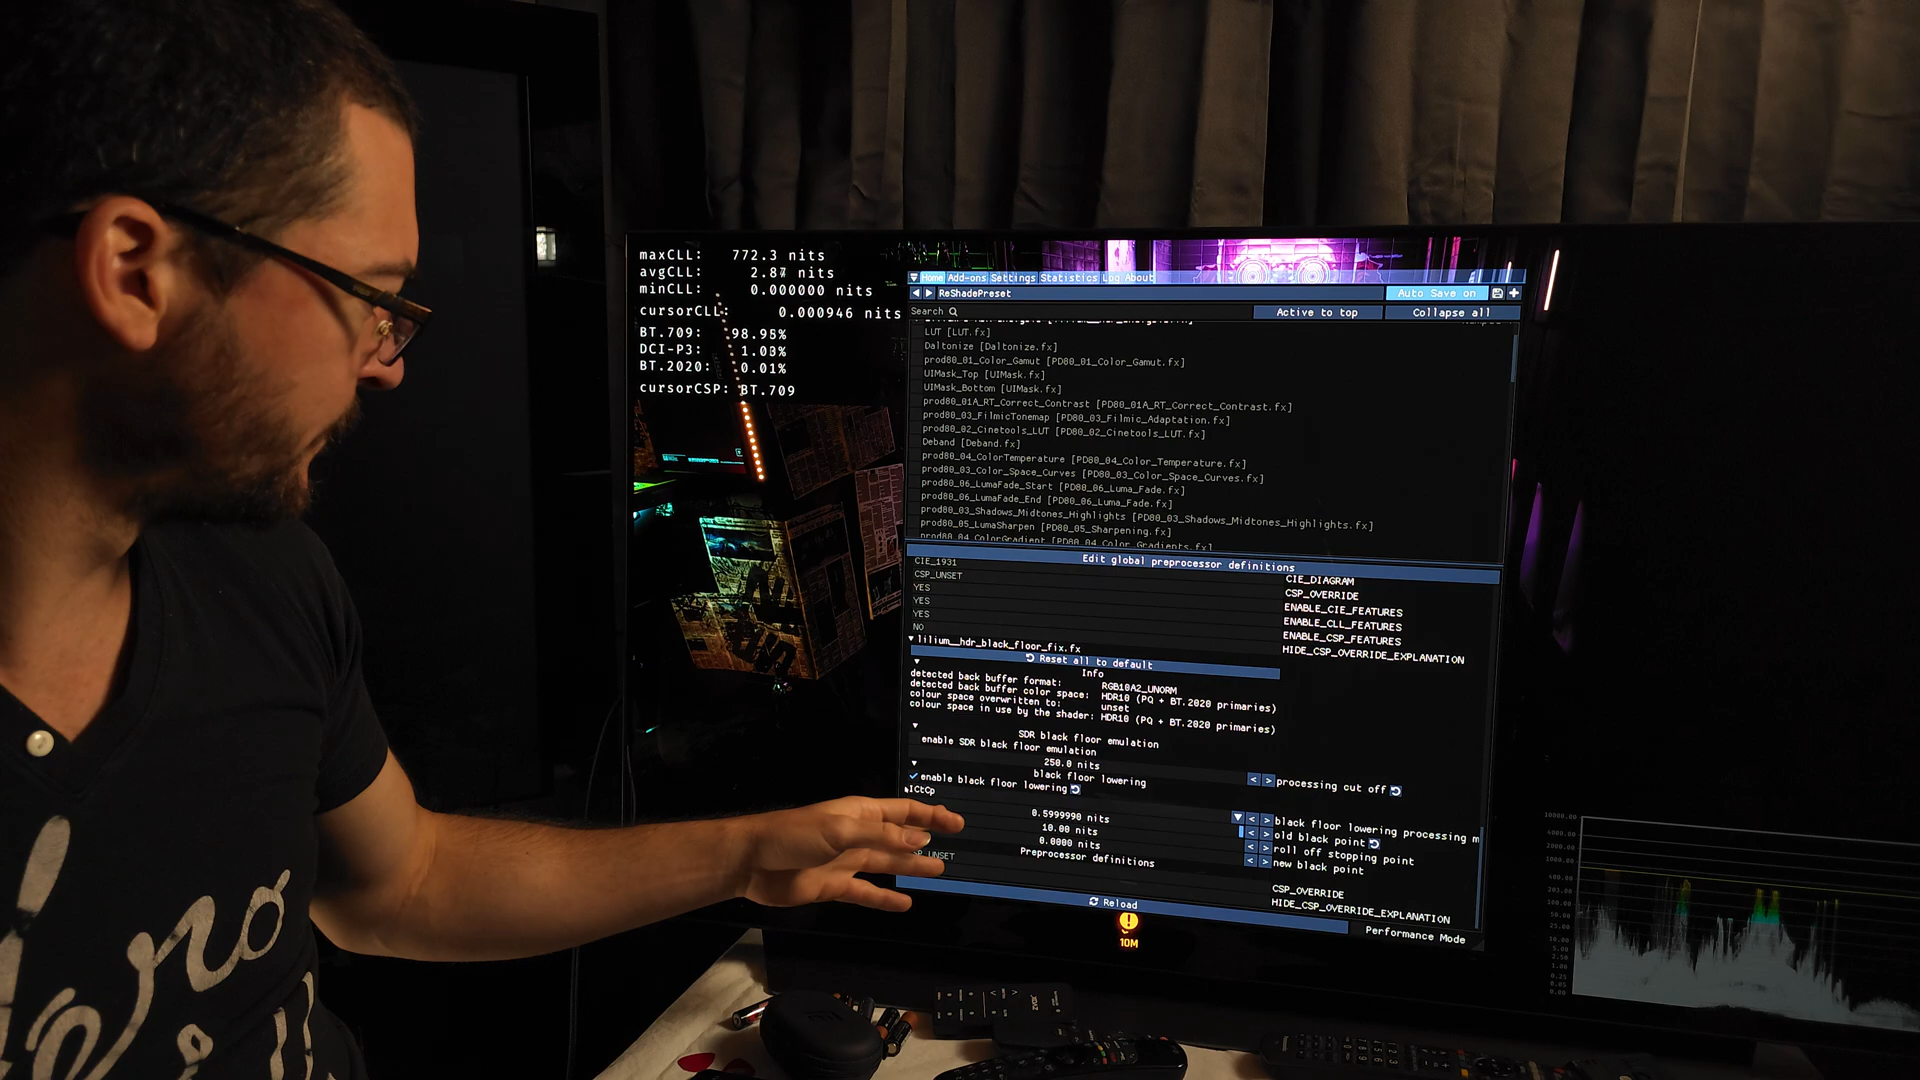 maxCLL: 772.3 nits
avgCLL: 2.87 nits
minCLL: 0.000000 nits
cursorCLL: 0.000946 nits
BT.709: 98.95%
DCI-P3: 1.03%
BT.2020: 0.01%
cursorCSP: BT.709
Home Add-ons Settings Statistics Log About
ReShadePreset Auto Save on
Search Active to top Collapse all
LUT [LUT.fx]
Daltonize [Daltonize.fx]
prod80_01_Color_Gamut [PD80_01_Color_Gamut.fx]
UIMask_Top [UIMask.fx]
UIMask_Bottom [UIMask.fx]
prod80_01A_RT_Correct_Contrast [PD80_01A_RT_Correct_Contrast.fx]
prod80_03_FilmicTonemap [PD80_03_Filmic_Adaptation.fx]
prod80_02_Cinetools_LUT [PD80_02_Cinetools_LUT.fx]
Deband [Deband.fx]
prod80_04_ColorTemperature [PD80_04_Color_Temperature.fx]
prod80_03_Color_Space_Curves [PD80_03_Color_Space_Curves.fx]
prod80_06_LumaFade_Start [PD80_06_Luma_Fade.fx]
prod80_06_LumaFade_End [PD80_06_Luma_Fade.fx]
prod80_03_Shadows_Midtones_Highlights [PD80_03_Shadows_Midtones_Highlights.fx]
prod80_05_LumaSharpen [PD80_05_Sharpening.fx]
prod80_04_ColorGradient [PD80_04_Color_Gradients.fx]
Edit global preprocessor definitions
CIE_1931 CIE_DIAGRAM
CSP_UNSET CSP_OVERRIDE
YES ENABLE_CIE_FEATURES
YES ENABLE_CLL_FEATURES
YES ENABLE_CSP_FEATURES
NO HIDE_CSP_OVERRIDE_EXPLANATION
lilium__hdr_black_floor_fix.fx
Reset all to default
Info
detected back buffer format: RGB10A2_UNORM
detected back buffer color space: HDR10 (PQ + BT.2020 primaries)
colour space overwritten to: unset
colour space in use by the shader: HDR10 (PQ + BT.2020 primaries)
SDR black floor emulation
enable SDR black floor emulation
250.0 nits processing cut off
black floor lowering
enable black floor lowering
ICtCp black floor lowering processing m
0.5999990 nits old black point
10.00 nits roll off stopping point
0.0000 nits new black point
Preprocessor definitions
UNSET CSP_OVERRIDE
HIDE_CSP_OVERRIDE_EXPLANATION
Reload Performance Mode
10M